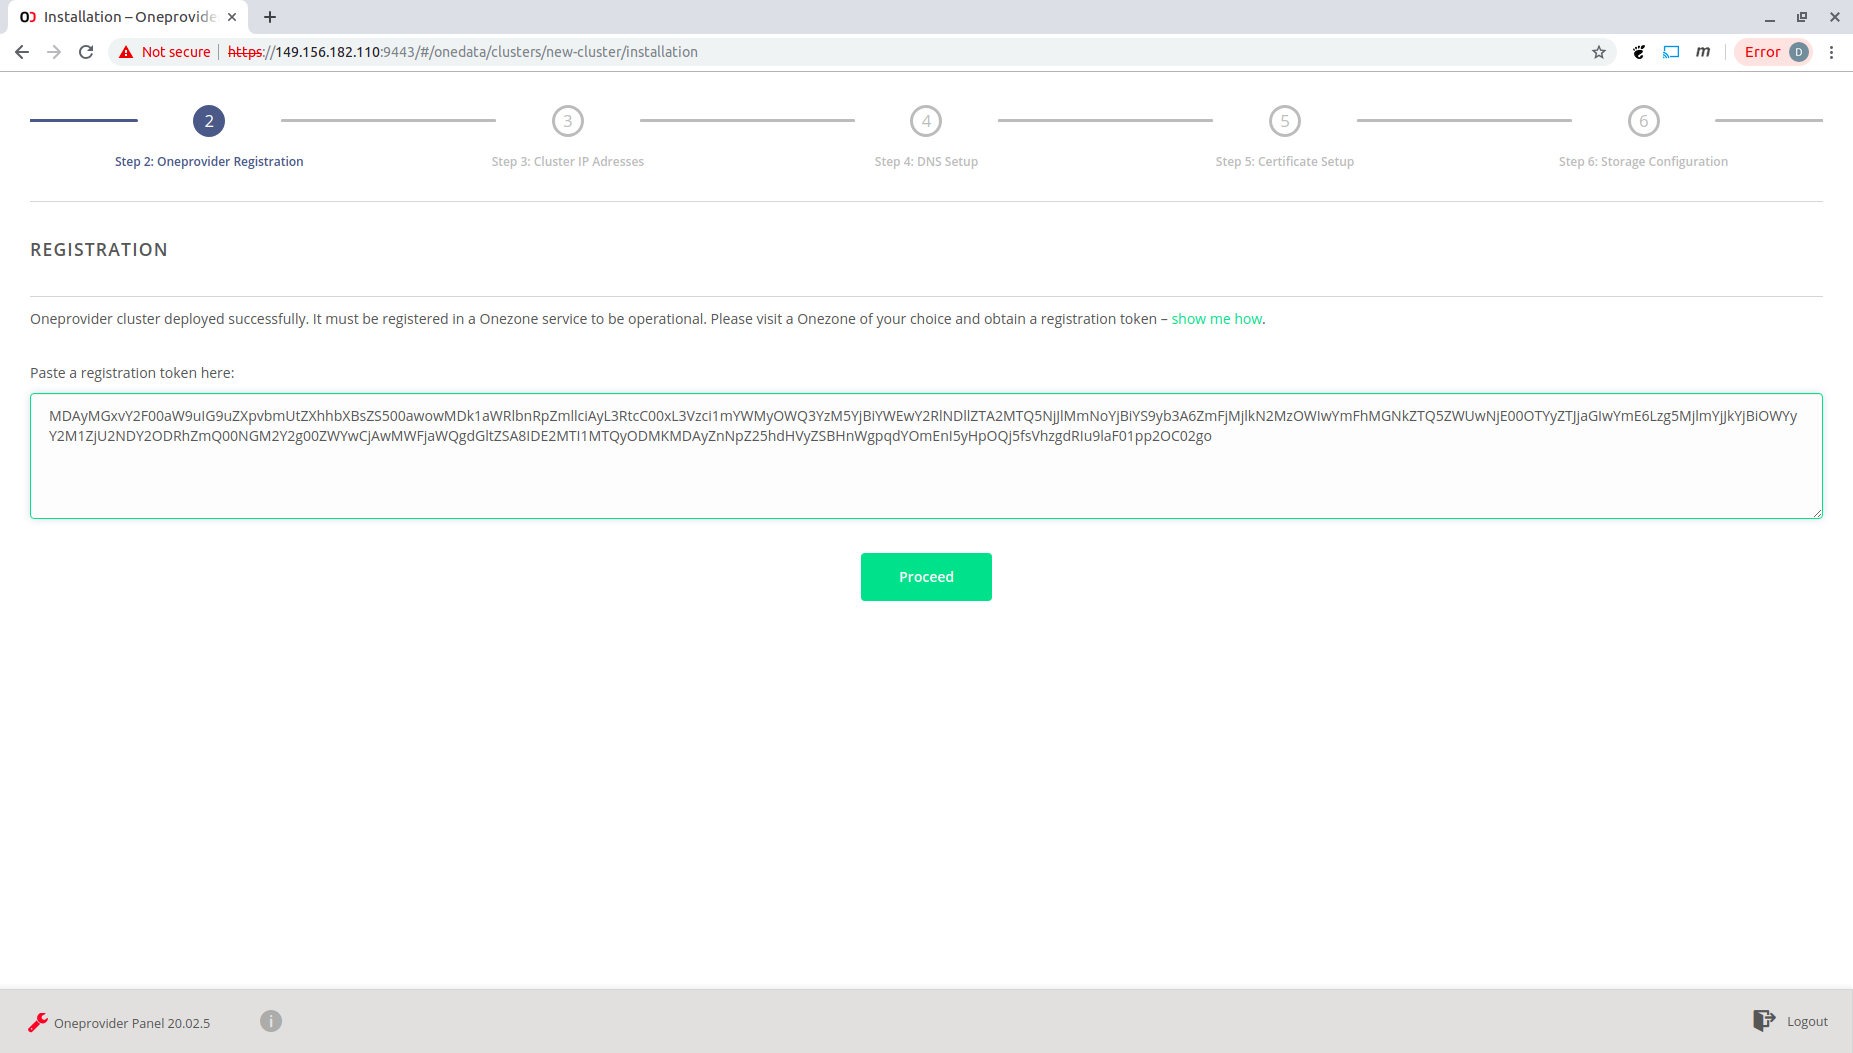 Installation – Oneprovide
Not secure
https://149.156.182.110:9443/#/onedata/clusters/new-cluster/installation
Error
D
2
3
4
5
6
Step 2: Oneprovider Registration
Step 3: Cluster IP Adresses
Step 4: DNS Setup
Step 5: Certificate Setup
Step 6: Storage Configuration
REGISTRATION
Oneprovider cluster deployed successfully. It must be registered in a Onezone service to be operational. Please visit a Onezone of your choice and obtain a registration token – show me how.
Paste a registration token here:
MDAyMGxvY2F00aW9uIG9uZXpvbmUtZXhhbXBsZS500awowMDk1aWRlbnRpZmllciAyL3RtcC00xL3Vzci1mYWMyOWQ3YzM5YjBiYWEwY2RlNDllZTA2MTQ5NjJlMmNoYjBiYS9yb3A6ZmFjMjlkN2MzOWIwYmFhMGNkZTQ5ZWUwNjE00OTYyZTJjaGIwYmE6Lzg5MjlmYjJkYjBiOWYy
Y2M1ZjU2NDY2ODRhZmQ00NGM2Y2g00ZWYwCjAwMWFjaWQgdGltZSA8IDE2MTI1MTQyODMKMDAyZnNpZ25hdHVyZSBHnWgpqdYOmEnI5yHpOQj5fsVhzgdRIu9laF01pp2OC02go
Proceed
Oneprovider Panel 20.02.5
Logout